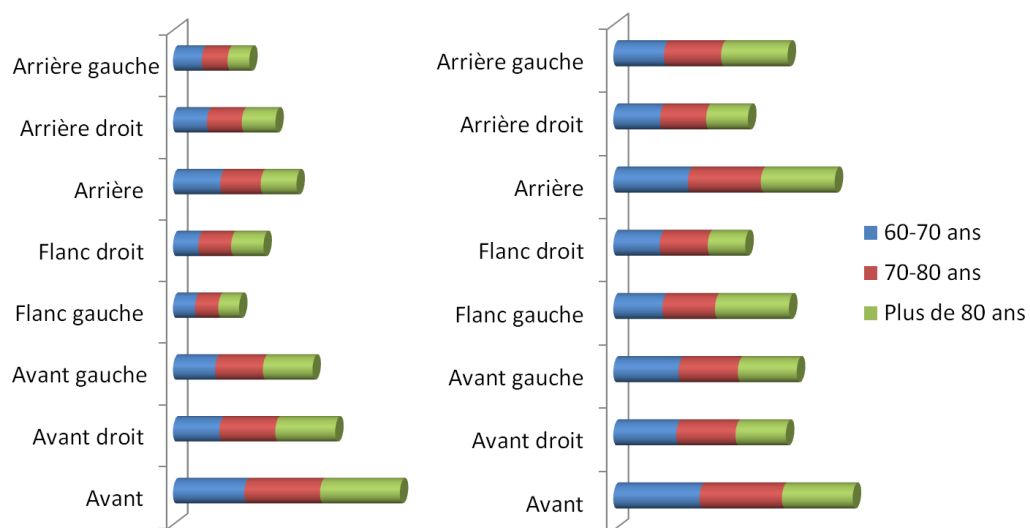 Arrière gauche
Arrière droit
Arrière
Flanc droit
Flanc gauche
Avant gauche
Avant droit
Avant
Arrière gauche
Arrière droit
Arrière
Flanc droit
Flanc gauche
Avant gauche
Avant droit
Avant
60-70 ans
70-80 ans
Plus de 80 ans